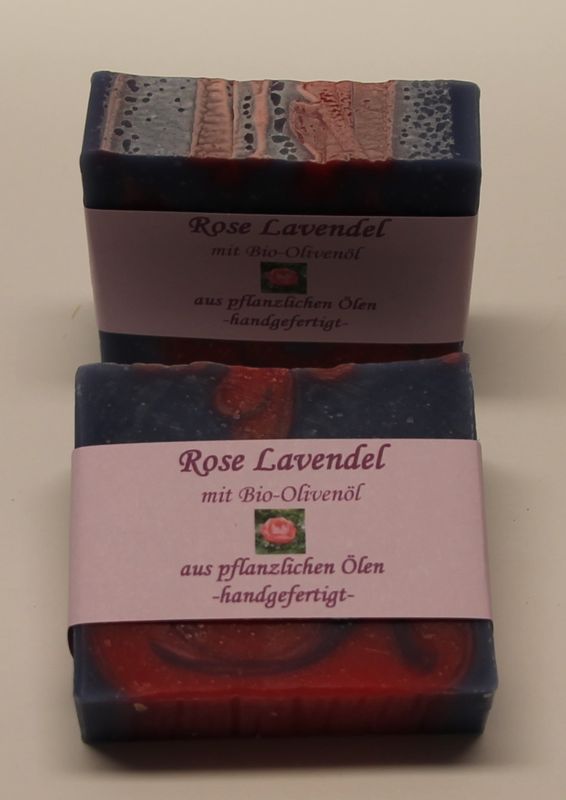 Rose Lavendel
mit Bio-Olivenöl
aus pflanzlichen Ölen
-handgefertigt-
Rose Lavendel
mit Bio-Olivenöl
aus pflanzlichen Ölen
-handgefertigt-